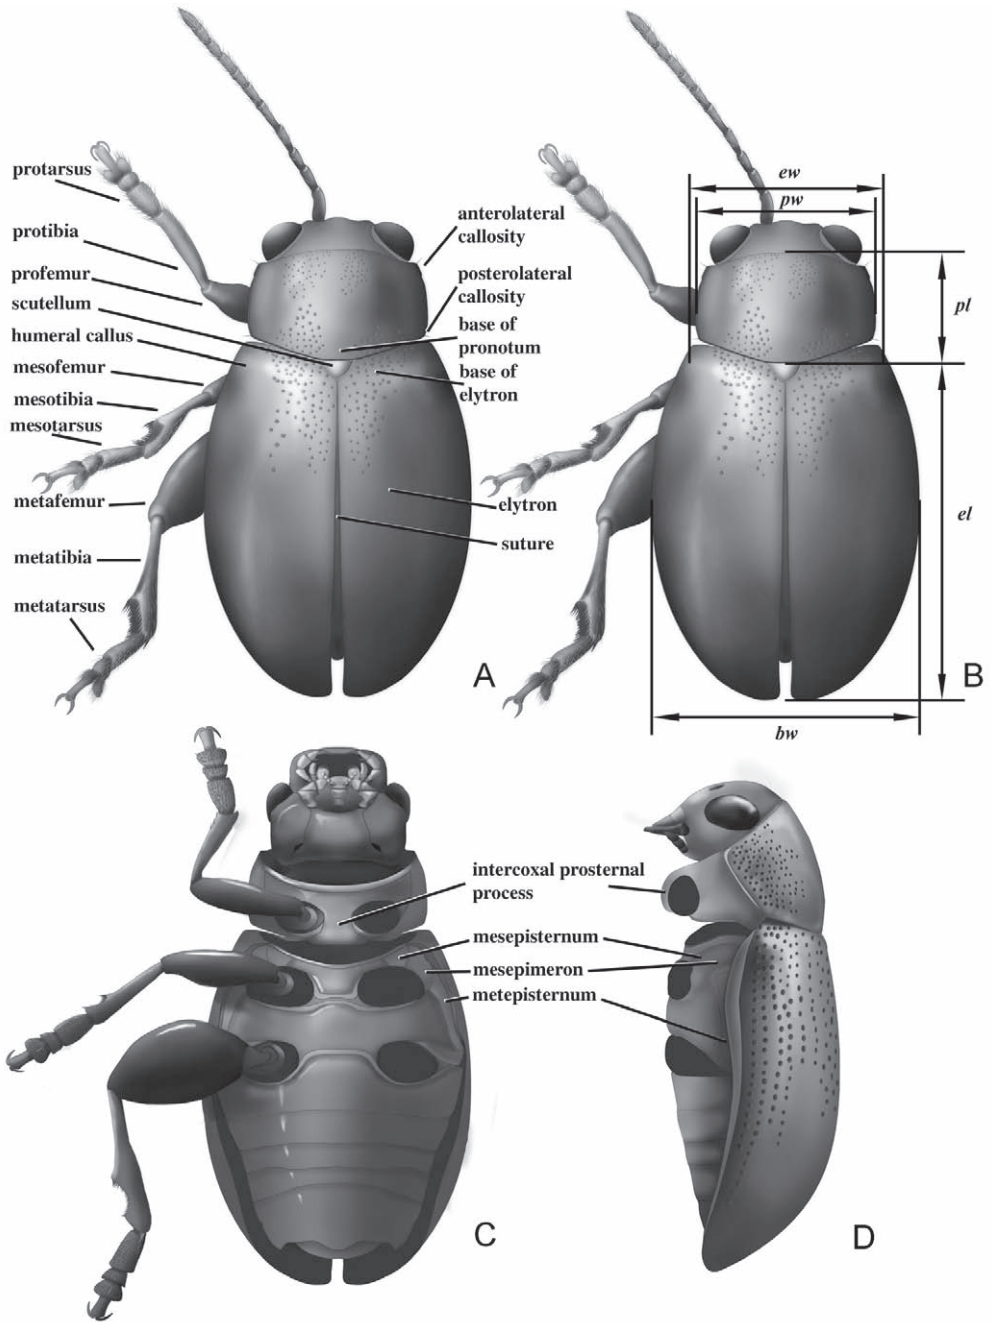 protarsus
protibia
profemur
scutellum
humeral callus
mesofemur
mesotibia
mesotarsus
metafemur
metatibia
metatarsus
anterolateral
callosity
posterolateral
callosity
base of
pronotum
base of
elytron
elytron
suture
A
ew
pw
pl
el
bw
B
intercoxal prosternal
process
mesepisternum
mesepimeron
metepisternum
C
D